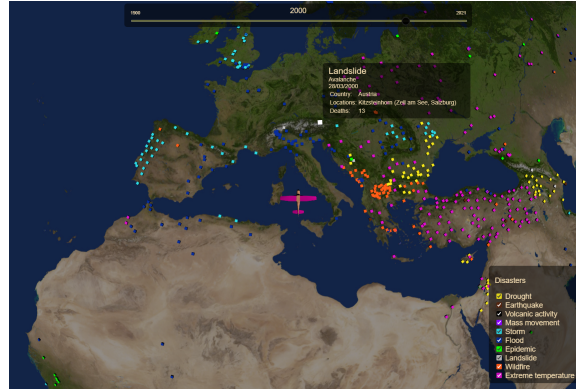 2000
1900
2021
Landslide
Avalanche
28/03/2000
Country: Austria
Locations: Kitzsteinhorn (Zell am See, Salzburg)
Deaths: 13
Disasters
Drought
Earthquake
Volcanic activity
Mass movement
Storm
Flood
Epidemic
Landslide
Wildfire
Extreme temperature